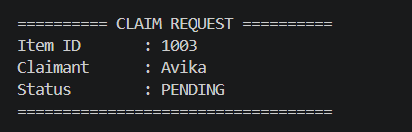 ========== CLAIM REQUEST ==========
Item ID      : 1003
Claimant     : Avika
Status       : PENDING
===================================